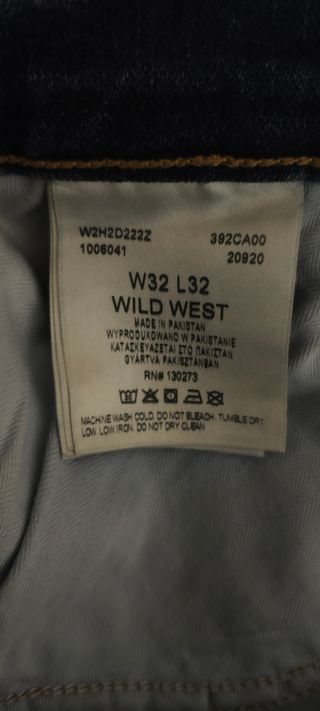 W2H2D222Z 392CA00
1006041 20920
W32 L32
WILD WEST
MADE IN PAKISTAN
WYPRODUKOWANO W PAKISTANIE
ΚΑΤΑΣΚΕΥΑΖΕΤΑΙ ΣΤΟ ΠΑΚΙΣΤΑΝ
GYÁRTVA PAKISZTÁNBAN
RN# 130273
MACHINE WASH COLD. DO NOT BLEACH. TUMBLE DRY
LOW. LOW IRON. DO NOT DRY CLEAN